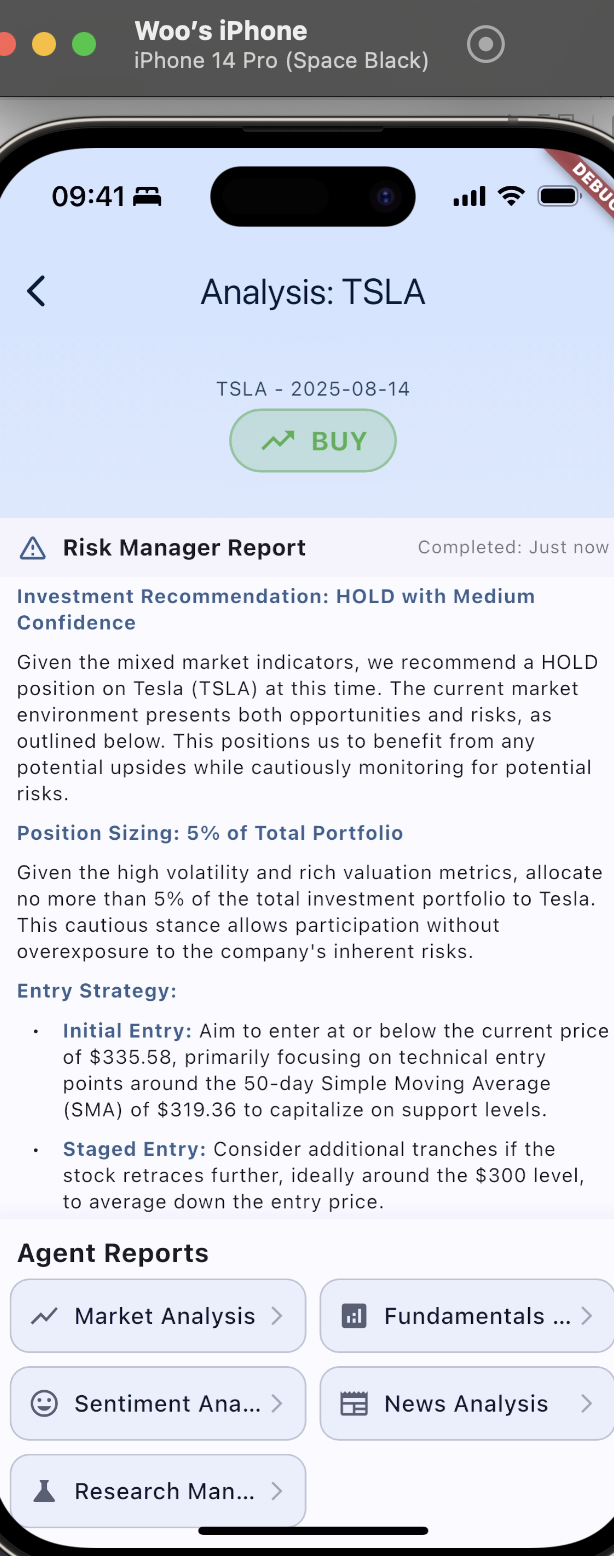 Woo’s iPhone
iPhone 14 Pro (Space Black)
09:41
DEBUG
Analysis: TSLA
TSLA - 2025-08-14
BUY
Risk Manager Report
Completed: Just now
Investment Recommendation: HOLD with Medium
Confidence
Given the mixed market indicators, we recommend a HOLD
position on Tesla (TSLA) at this time. The current market
environment presents both opportunities and risks, as
outlined below. This positions us to benefit from any
potential upsides while cautiously monitoring for potential
risks.
Position Sizing: 5% of Total Portfolio
Given the high volatility and rich valuation metrics, allocate
no more than 5% of the total investment portfolio to Tesla.
This cautious stance allows participation without
overexposure to the company's inherent risks.
Entry Strategy:
• Initial Entry: Aim to enter at or below the current price
of $335.58, primarily focusing on technical entry
points around the 50-day Simple Moving Average
(SMA) of $319.36 to capitalize on support levels.
• Staged Entry: Consider additional tranches if the
stock retraces further, ideally around the $300 level,
to average down the entry price.
Agent Reports
Market Analysis
Fundamentals ...
Sentiment Ana...
News Analysis
Research Man...